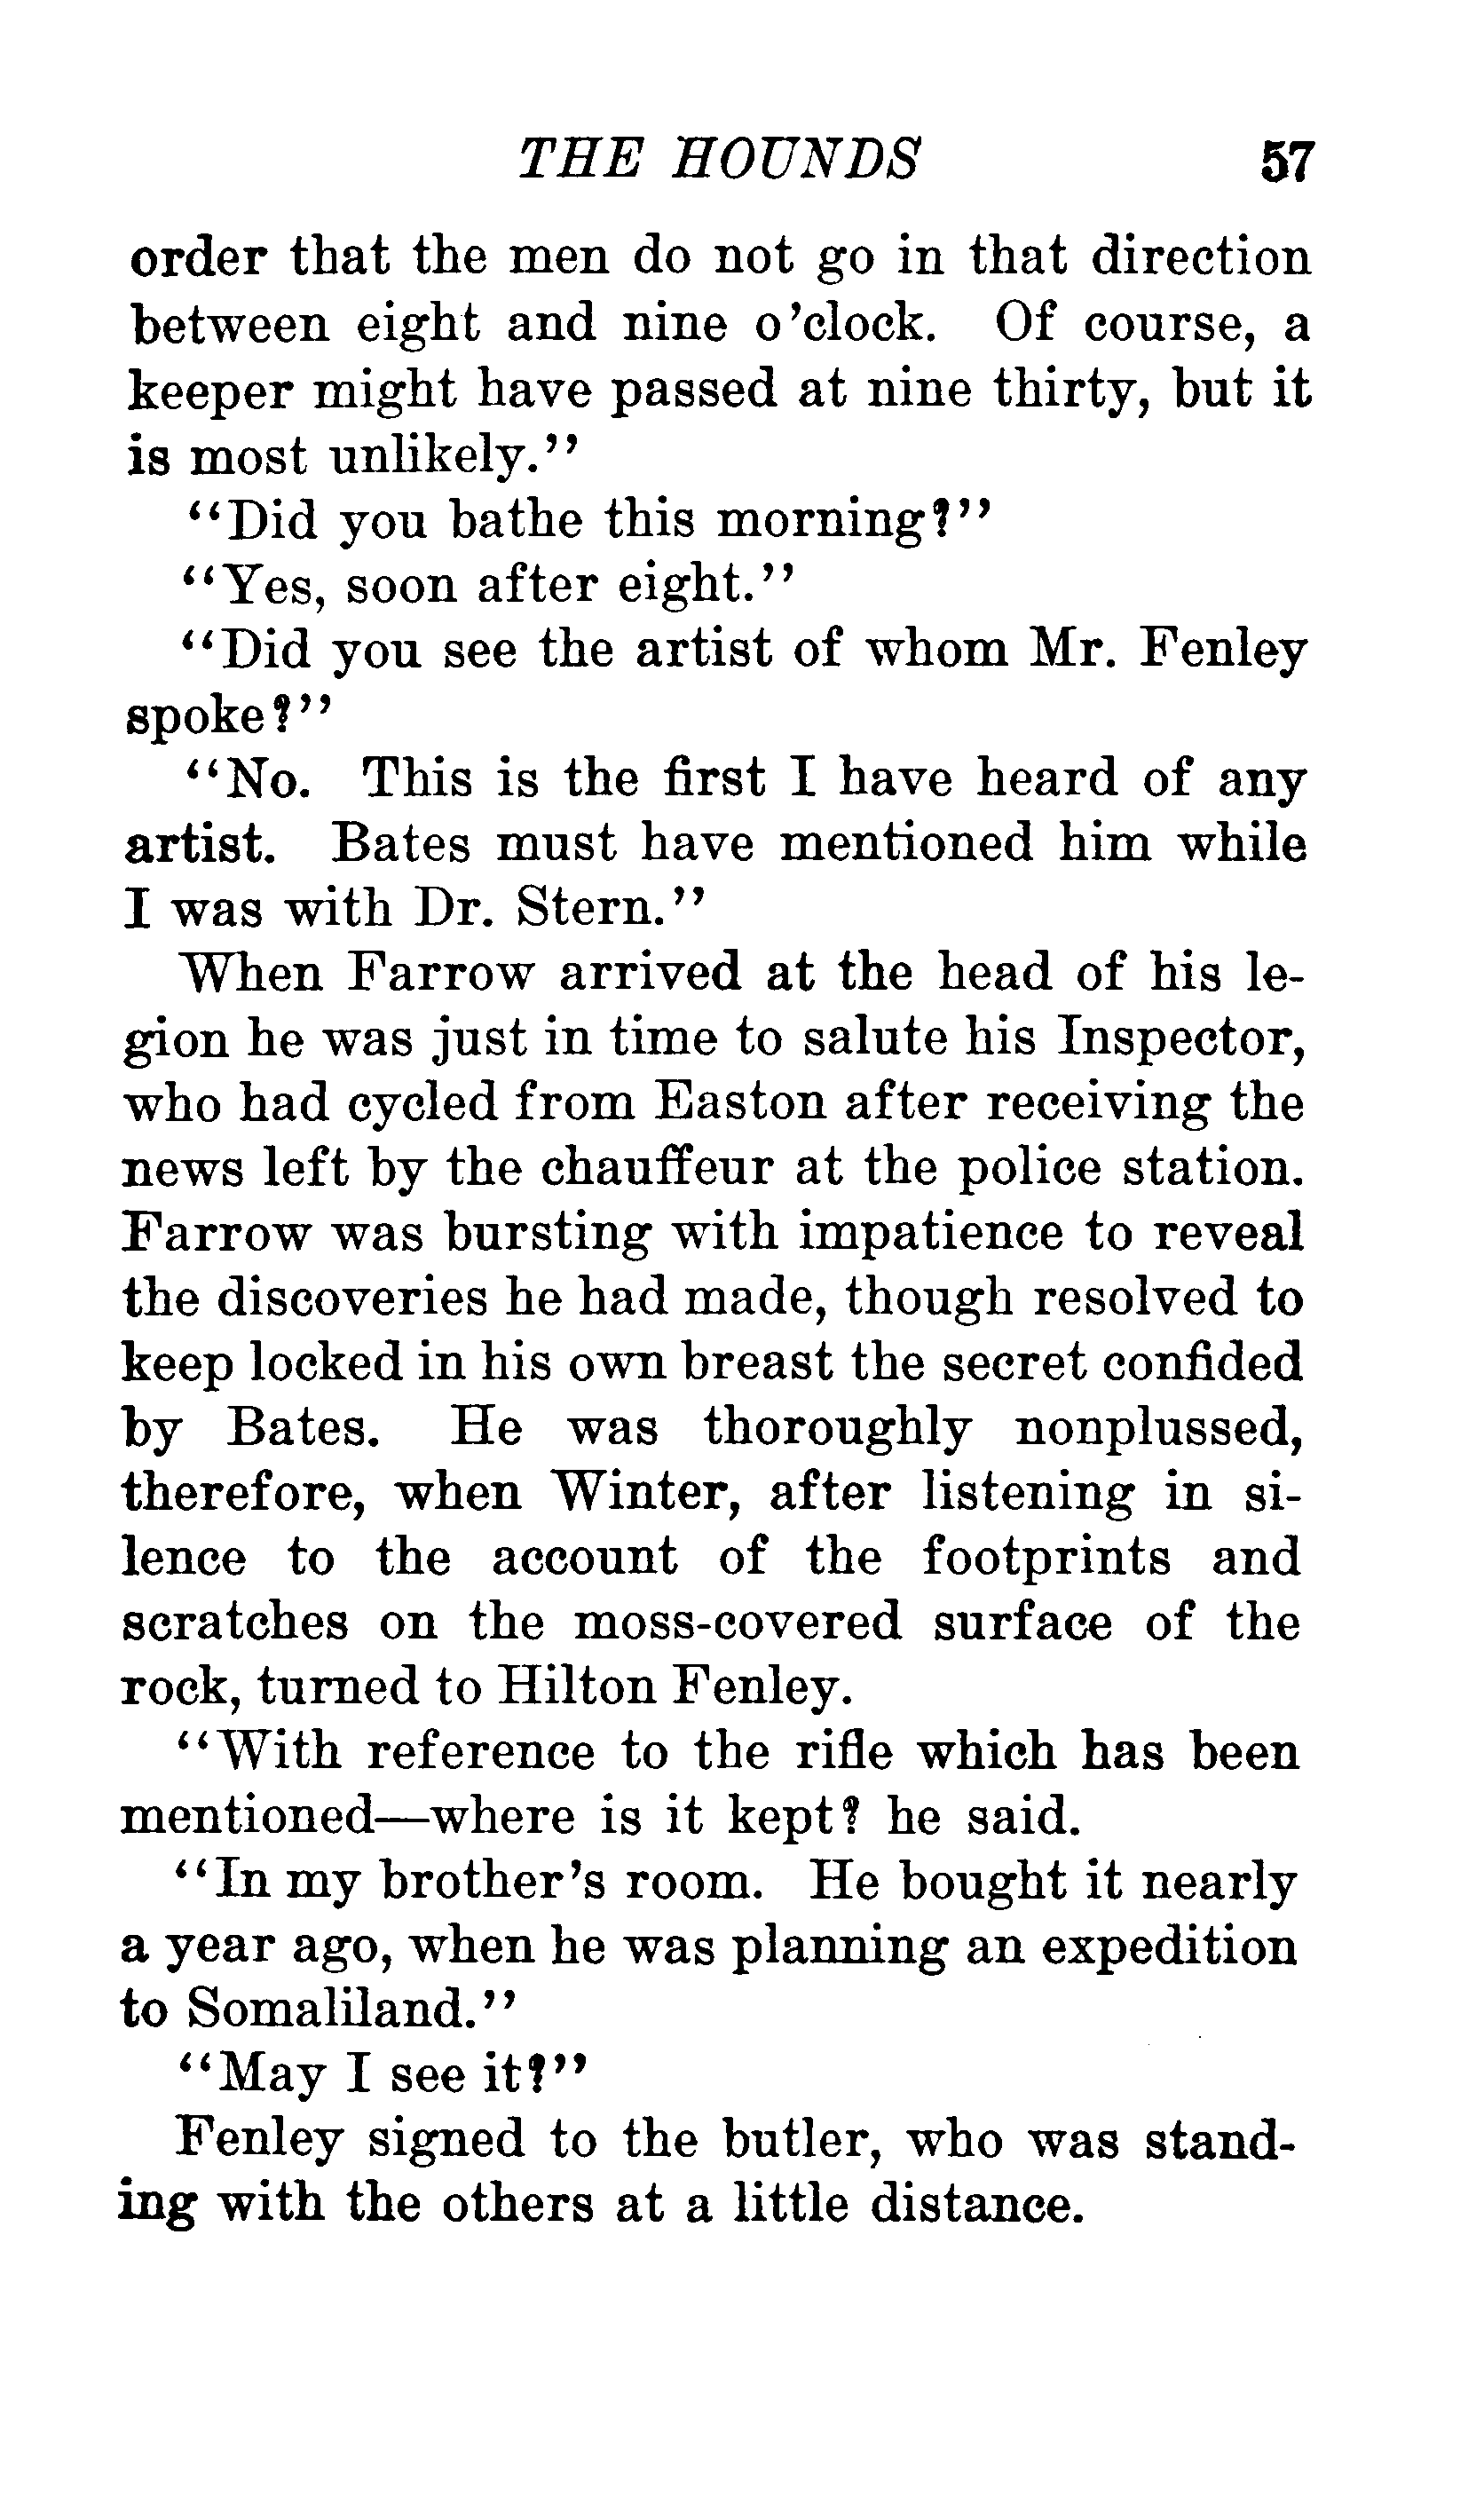 THE HOUNDS 57
order that the men do not go in that direction
between eight and nine o'clock. Of course, a
keeper might have passed at nine thirty, but it
is most unlikely."
"Did you bathe this morning?"
"Yes, soon after eight."
"Did you see the artist of whom Mr. Fenley
spoke?"
"No. This is the first I have heard of any
artist. Bates must have mentioned him while
I was with Dr. Stern."
When Farrow arrived at the head of his le-
gion he was just in time to salute his Inspector,
who had cycled from Easton after receiving the
news left by the chauffeur at the police station.
Farrow was bursting with impatience to reveal
the discoveries he had made, though resolved to
keep locked in his own breast the secret confided
by Bates. He was thoroughly nonplussed,
therefore, when Winter, after listening in si-
lence to the account of the footprints and
scratches on the moss-covered surface of the
rock, turned to Hilton Fenley.
"With reference to the rifle which has been
mentioned—where is it kept? he said.
"In my brother's room. He bought it nearly
a year ago, when he was planning an expedition
to Somaliland."
"May I see it?"
Fenley signed to the butler, who was stand-
ing with the others at a little distance.